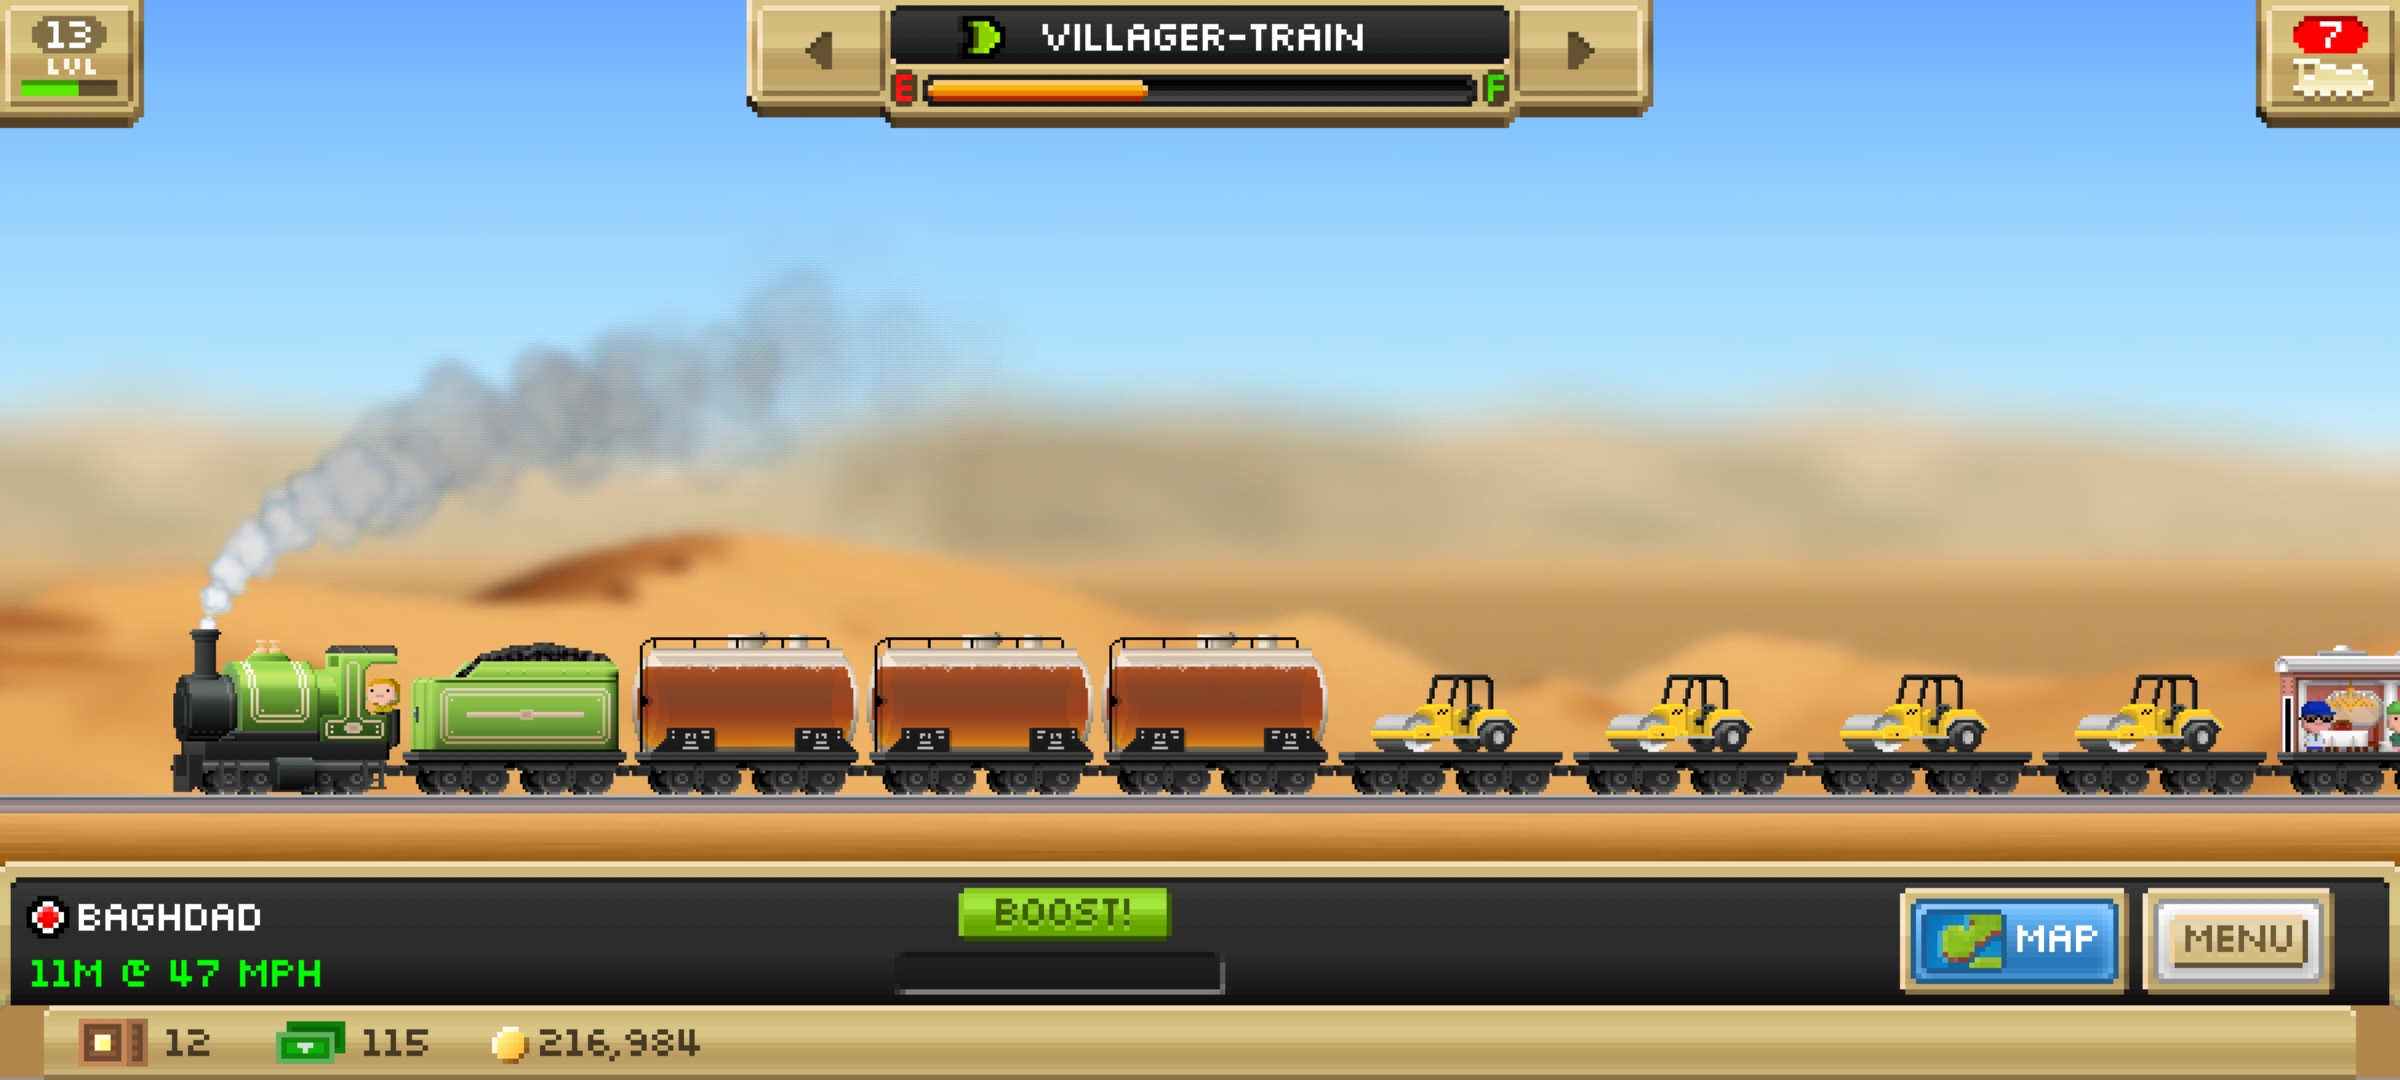 13
LVL
VILLAGER-TRAIN
E F
7
BAGHDAD
11M @ 47 MPH
BOOST!
MAP
MENU
12 115 216,984